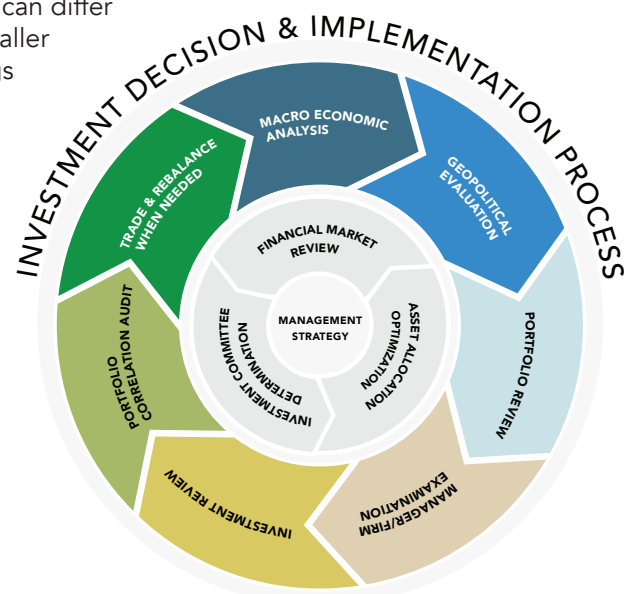 can differ
aller
gs
INVESTMENT DECISION & IMPLEMENTATION PROCESS
MACRO ECONOMIC
ANALYSIS
GEOPOLITICAL
EVALUATION
PORTFOLIO REVIEW
MANAGER/FIRM
EXAMINATION
INVESTMENT REVIEW
PORTFOLIO
CORRELATION AUDIT
TRADE & REBALANCE
WHEN NEEDED
FINANCIAL MARKET
REVIEW
ASSET ALLOCATION
OPTIMIZATION
INVESTMENT COMMITTEE
DETERMINATION
MANAGEMENT
STRATEGY